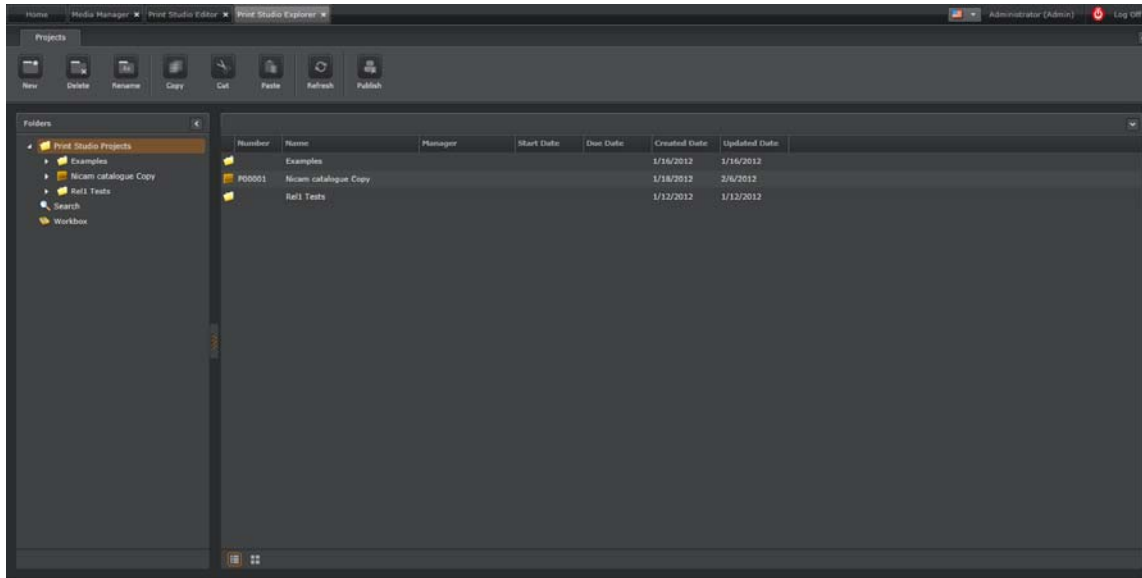 Home Media Manager Print Studio Editor Print Studio Explorer Administrator (Admin) Log Off
Projects
New Delete Rename Copy Cut Paste Refresh Publish
Folders
Print Studio Projects
Examples
Nicam catalogue Copy
Rel1 Tests
Search
Workbox
Number Name Manager Start Date Due Date Created Date Updated Date
Examples 1/16/2012 1/16/2012
P00001 Nicam catalogue Copy 1/18/2012 2/6/2012
Rel1 Tests 1/12/2012 1/12/2012